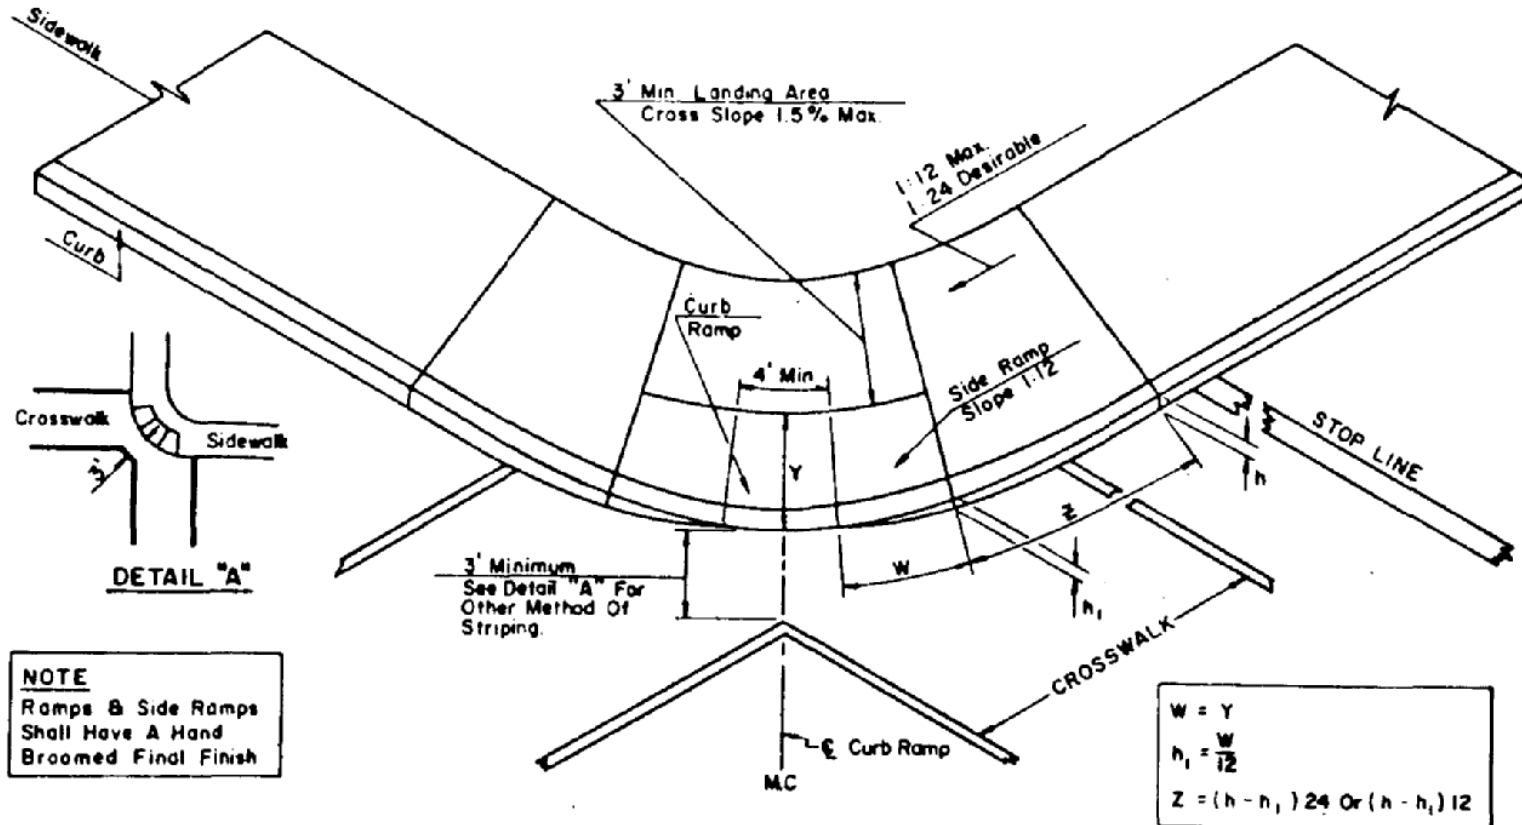 Sidewalk
3' Min. Landing Area
Cross Slope 1.5% Max.
1:12 Max.
1:24 Desirable
Curb
Curb
Ramp
4' Min
Side Ramp
Slope 1:12
Y
STOP LINE
h
Z
W
h₁
Crosswalk
Sidewalk
3'
DETAIL "A"
3' Minimum
See Detail "A" For
Other Method Of
Striping.
CROSSWALK
NOTE
Ramps & Side Ramps
Shall Have A Hand
Broomed Final Finish
℄ Curb Ramp
M.C
W = Y
h₁ = W/12
Z = (h - h₁) 24 Or (h - h₁) 12